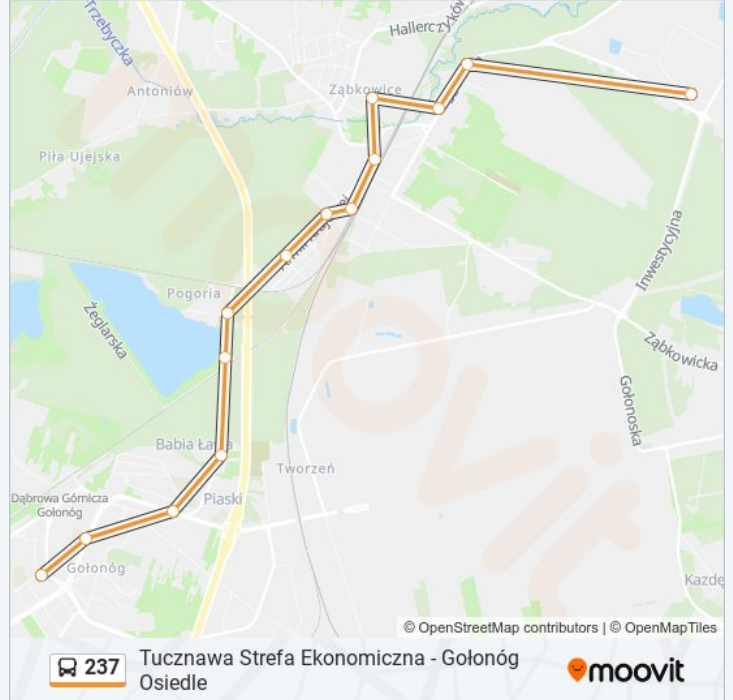 Trzebyczka
Hallerczyków
Ząbkowice
Antoniów
Piła Ujejska
Inwestycyjna
Pogoria
Żeglarska
Ząbkowicka
Gołonoska
Babia Ława
Tworzeń
Dąbrowa Górnicza
Gołonóg
Piaski
Gołonóg
Kazdę
© OpenStreetMap contributors | © OpenMapTiles
237
Tucznawa Strefa Ekonomiczna - Gołonóg
Osiedle
moovit